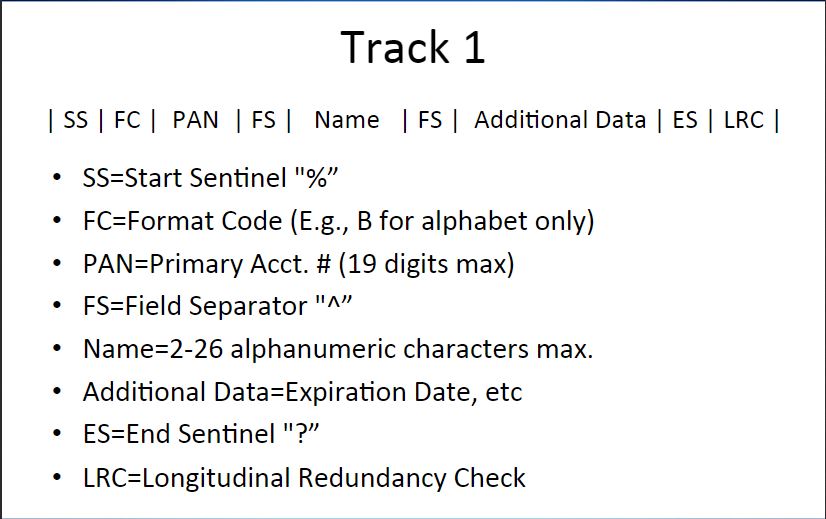 Track 1
| SS | FC | PAN | FS | Name | FS | Additional Data | ES | LRC |
• SS=Start Sentinel "%”
• FC=Format Code (E.g., B for alphabet only)
• PAN=Primary Acct. # (19 digits max)
• FS=Field Separator "^”
• Name=2-26 alphanumeric characters max.
• Additional Data=Expiration Date, etc
• ES=End Sentinel "?”
• LRC=Longitudinal Redundancy Check